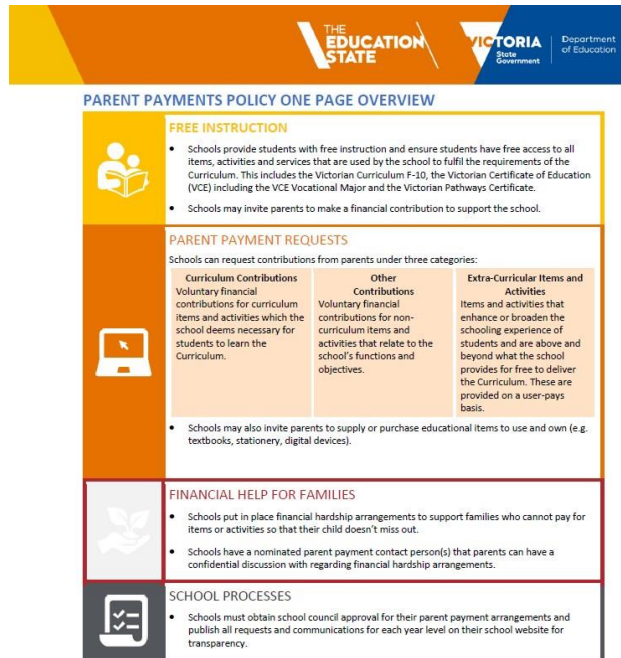 THE
EDUCATION
STATE
VICTORIA
State
Government
Department
of Education
PARENT PAYMENTS POLICY ONE PAGE OVERVIEW
FREE INSTRUCTION
• Schools provide students with free instruction and ensure students have free access to all
items, activities and services that are used by the school to fulfil the requirements of the
Curriculum. This includes the Victorian Curriculum F-10, the Victorian Certificate of Education
(VCE) including the VCE Vocational Major and the Victorian Pathways Certificate.
• Schools may invite parents to make a financial contribution to support the school.
PARENT PAYMENT REQUESTS
Schools can request contributions from parents under three categories:
Curriculum Contributions
Voluntary financial
contributions for curriculum
items and activities which the
school deems necessary for
students to learn the
Curriculum.
Other
Contributions
Voluntary financial
contributions for non-
curriculum items and
activities that relate to the
school's functions and
objectives.
Extra-Curricular Items and
Activities
Items and activities that
enhance or broaden the
schooling experience of
students and are above and
beyond what the school
provides for free to deliver
the Curriculum. These are
provided on a user-pays
basis.
• Schools may also invite parents to supply or purchase educational items to use and own (e.g.
textbooks, stationery, digital devices).
FINANCIAL HELP FOR FAMILIES
• Schools put in place financial hardship arrangements to support families who cannot pay for
items or activities so that their child doesn't miss out.
• Schools have a nominated parent payment contact person(s) that parents can have a
confidential discussion with regarding financial hardship arrangements.
SCHOOL PROCESSES
• Schools must obtain school council approval for their parent payment arrangements and
publish all requests and communications for each year level on their school website for
transparency.